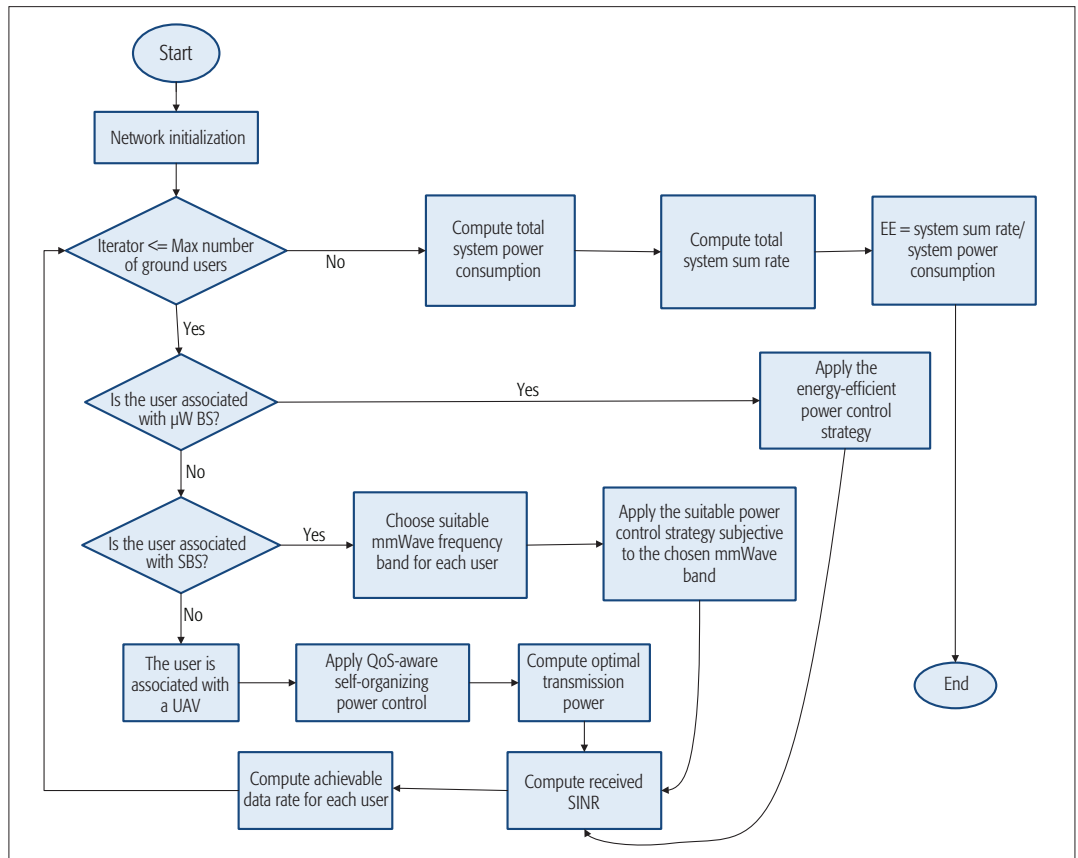 Start
Network initialization
Iterator <= Max number
of ground users
No
Compute total
system power
consumption
Compute total
system sum rate
EE = system sum rate/
system power
consumption
Yes
Is the user associated
with μW BS?
Yes
Apply the
energy-efficient
power control
strategy
No
Is the user associated
with SBS?
Yes
Choose suitable
mmWave frequency
band for each user
Apply the suitable power
control strategy subjective
to the chosen mmWave
band
No
The user is
associated with
a UAV
Apply QoS-aware
self-organizing
power control
Compute optimal
transmission
power
End
Compute achievable
data rate for each user
Compute received
SINR